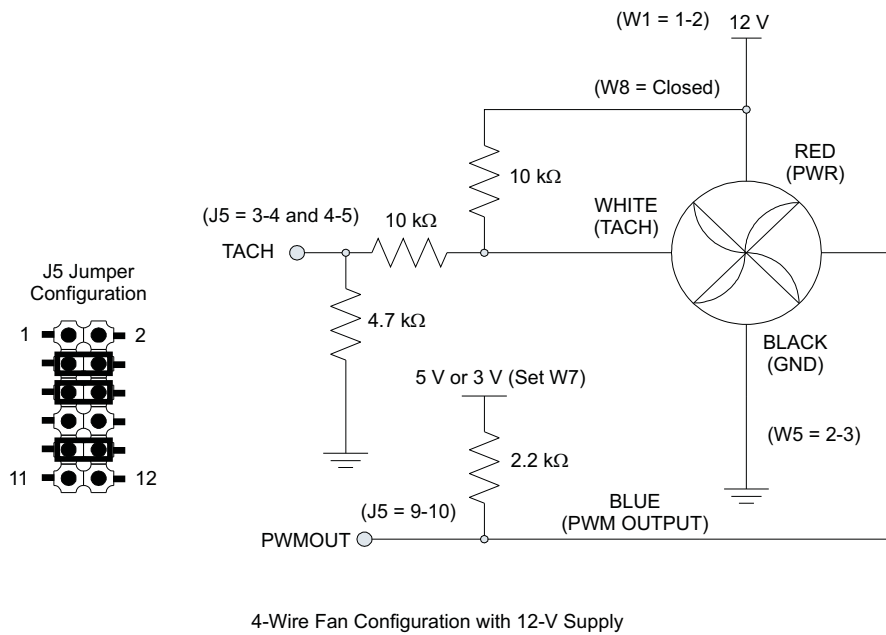 (W1 = 1-2) 12 V
(W8 = Closed)
RED
(PWR)
10 kΩ
WHITE
(TACH)
(J5 = 3-4 and 4-5)
10 kΩ
TACH
J5 Jumper
Configuration
1
2
4.7 kΩ
BLACK
(GND)
5 V or 3 V (Set W7)
(W5 = 2-3)
2.2 kΩ
11
12
(J5 = 9-10)
BLUE
(PWM OUTPUT)
PWMOUT
4-Wire Fan Configuration with 12-V Supply